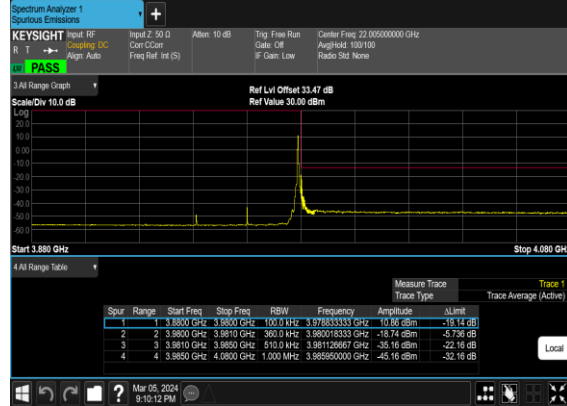 Spectrum Analyzer 1
Spurious Emissions
+
KEYSIGHT Input: RF Input Z: 50 Ω Atten: 10 dB Trig: Free Run Center Freq: 22.005000000 GHz
R T Coupling: DC Corr CCorr Gate: Off Avg|Hold: 100/100
Align: Auto Freq Ref: Int (S) IF Gain: Low Radio Std: None
LW PASS
3 All Range Graph
Ref Lvl Offset 33.47 dB
Scale/Div 10.0 dB Ref Value 30.00 dBm
Log
20.0
10.0
0.00
-10.0
-20.0
-30.0
-40.0
-50.0
-60.0
Start 3.880 GHz Stop 4.080 GHz
4 All Range Table
Measure Trace Trace 1
Trace Type Trace Average (Active)
Spur Range Start Freq Stop Freq RBW Frequency Amplitude ΔLimit
1 1 3.8800 GHz 3.9800 GHz 100.0 kHz 3.978833333 GHz 10.86 dBm -19.14 dB
2 2 3.9800 GHz 3.9810 GHz 360.0 kHz 3.980018333 GHz -18.74 dBm -5.736 dB
3 3 3.9810 GHz 3.9850 GHz 510.0 kHz 3.981126667 GHz -35.16 dBm -22.16 dB
4 4 3.9850 GHz 4.0800 GHz 1.000 MHz 3.985950000 GHz -45.16 dBm -32.16 dB
Local
? Mar 05, 2024
9:10:12 PM